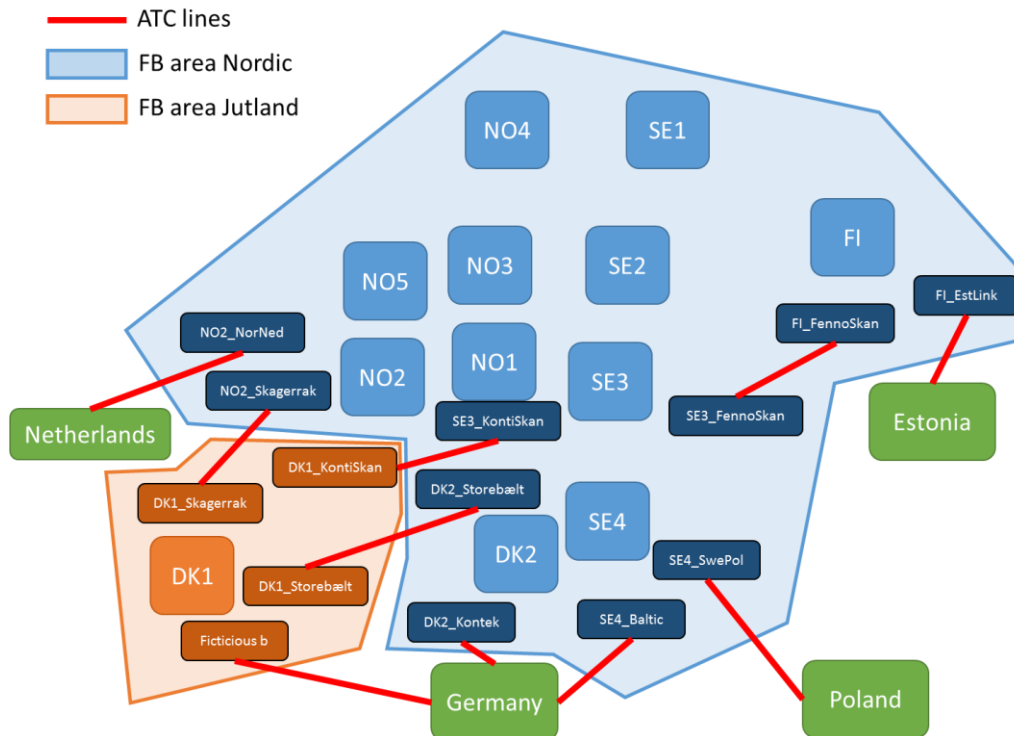 ATC lines
FB area Nordic
FB area Jutland
NO4
SE1
FI
NO5
NO3
SE2
FI_EstLink
FI_FennoSkan
NO2_NorNed
NO2
NO1
SE3
NO2_Skagerrak
SE3_KontiSkan
SE3_FennoSkan
Netherlands
Estonia
DK1_KontiSkan
DK2_Storebælt
DK1_Skagerrak
SE4
DK2
SE4_SwePol
DK1
DK1_Storebælt
DK2_Kontek
SE4_Baltic
Ficticious b
Germany
Poland